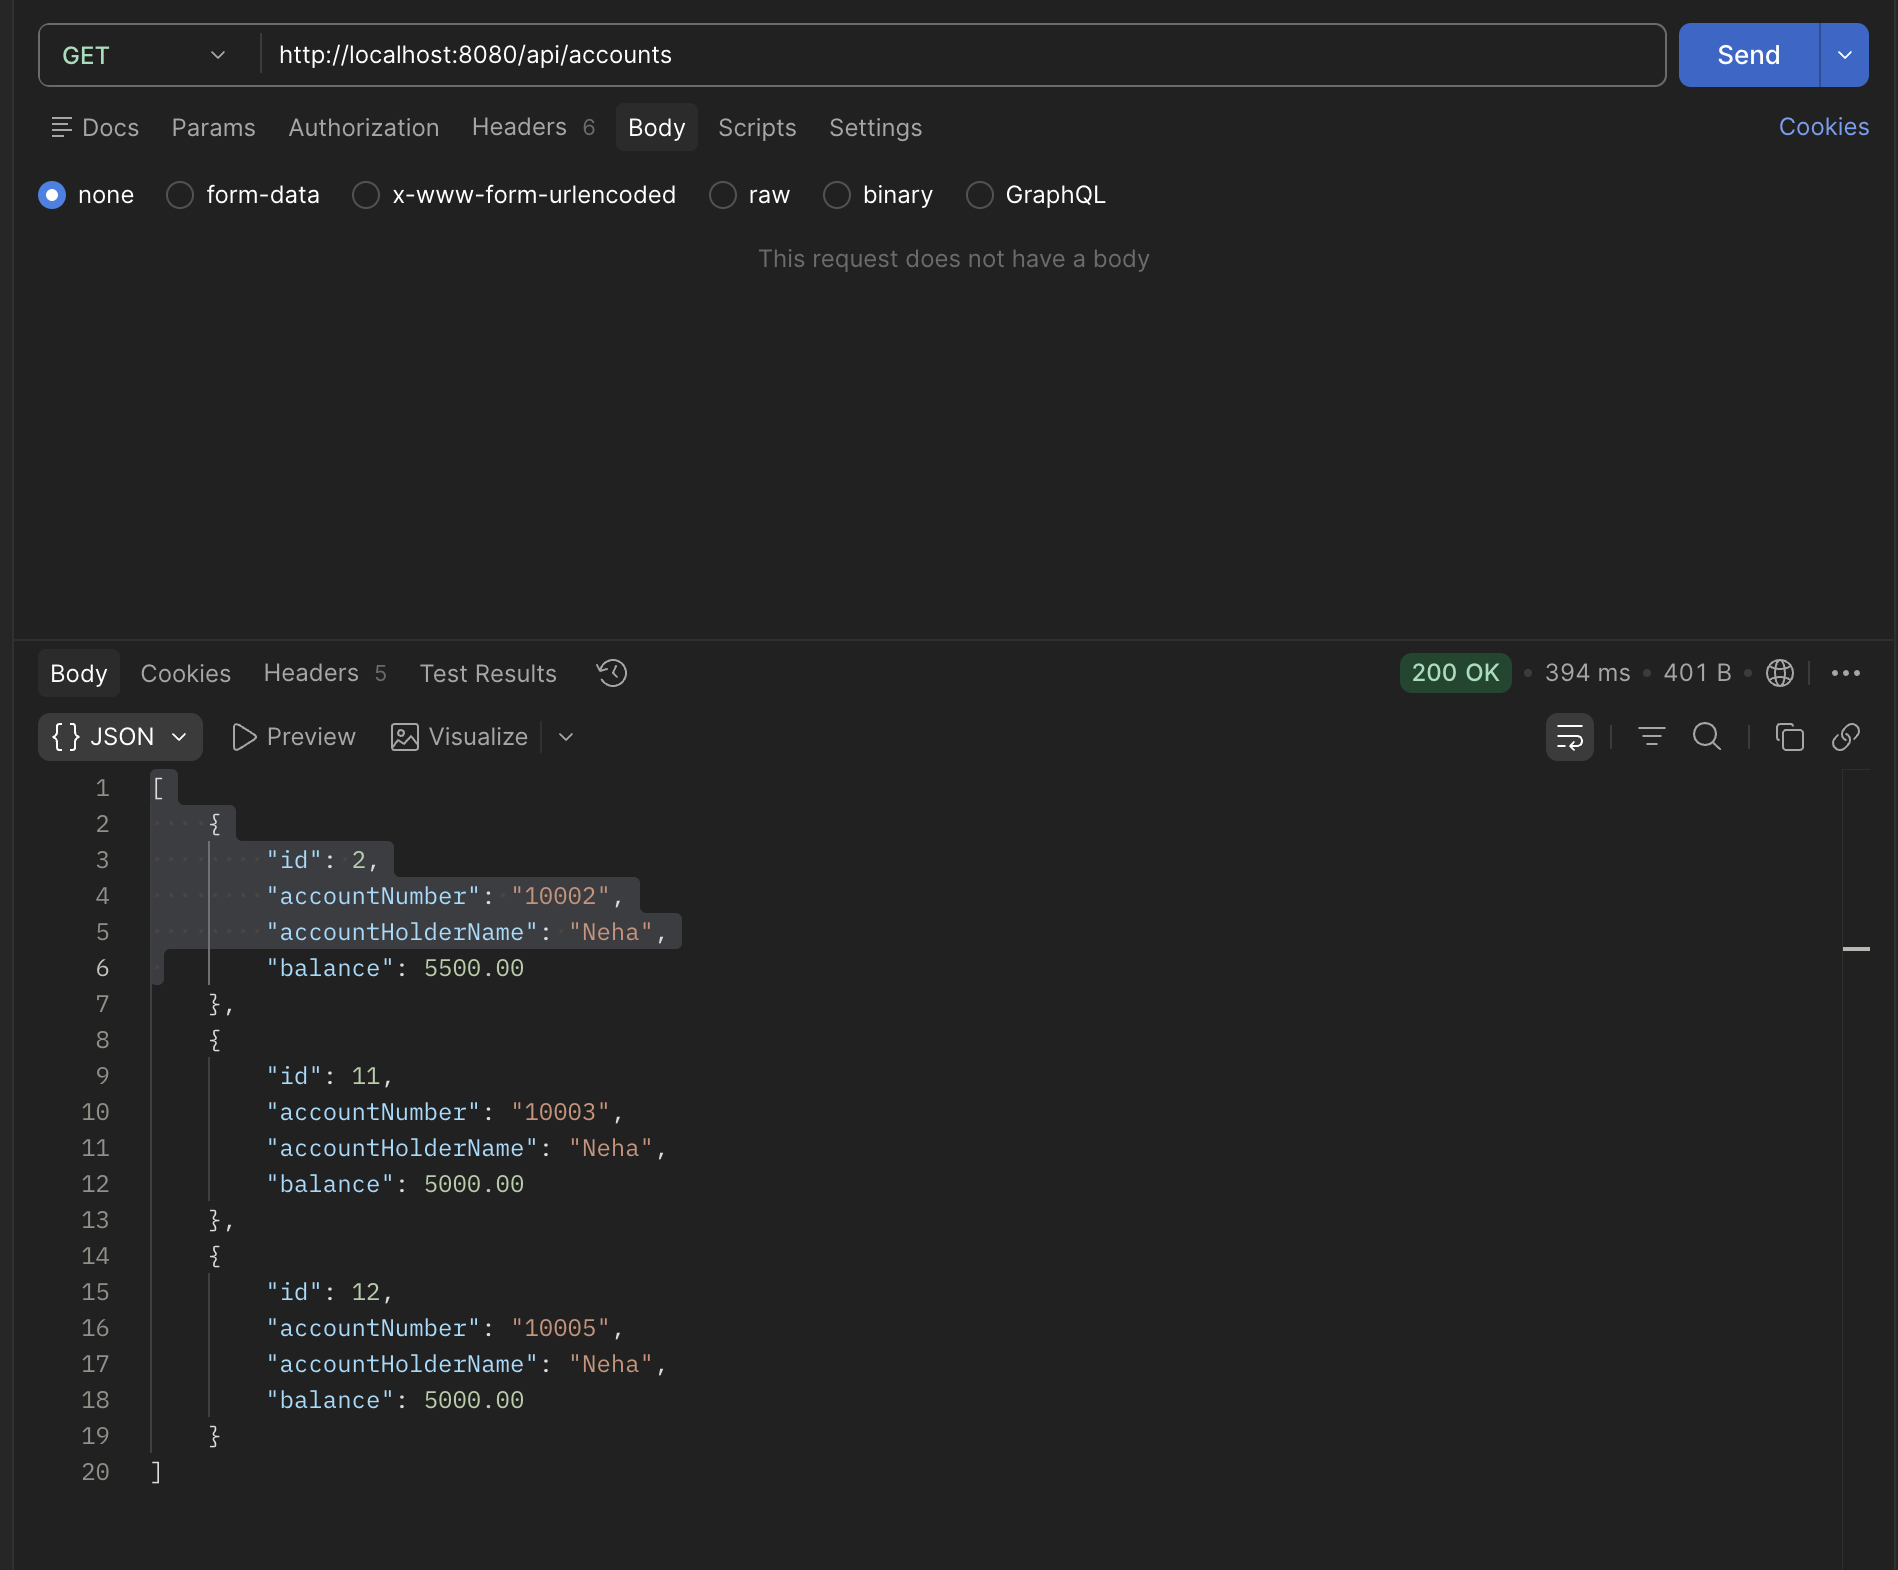 GET http://localhost:8080/api/accounts Send
Docs Params Authorization Headers 6 Body Scripts Settings Cookies
none form-data x-www-form-urlencoded raw binary GraphQL
This request does not have a body
Body Cookies Headers 5 Test Results 200 OK • 394 ms • 401 B •
{} JSON Preview Visualize
1 [
2 {
3 "id": 2,
4 "accountNumber": "10002",
5 "accountHolderName": "Neha",
6 "balance": 5500.00
7 },
8 {
9 "id": 11,
10 "accountNumber": "10003",
11 "accountHolderName": "Neha",
12 "balance": 5000.00
13 },
14 {
15 "id": 12,
16 "accountNumber": "10005",
17 "accountHolderName": "Neha",
18 "balance": 5000.00
19 }
20 ]